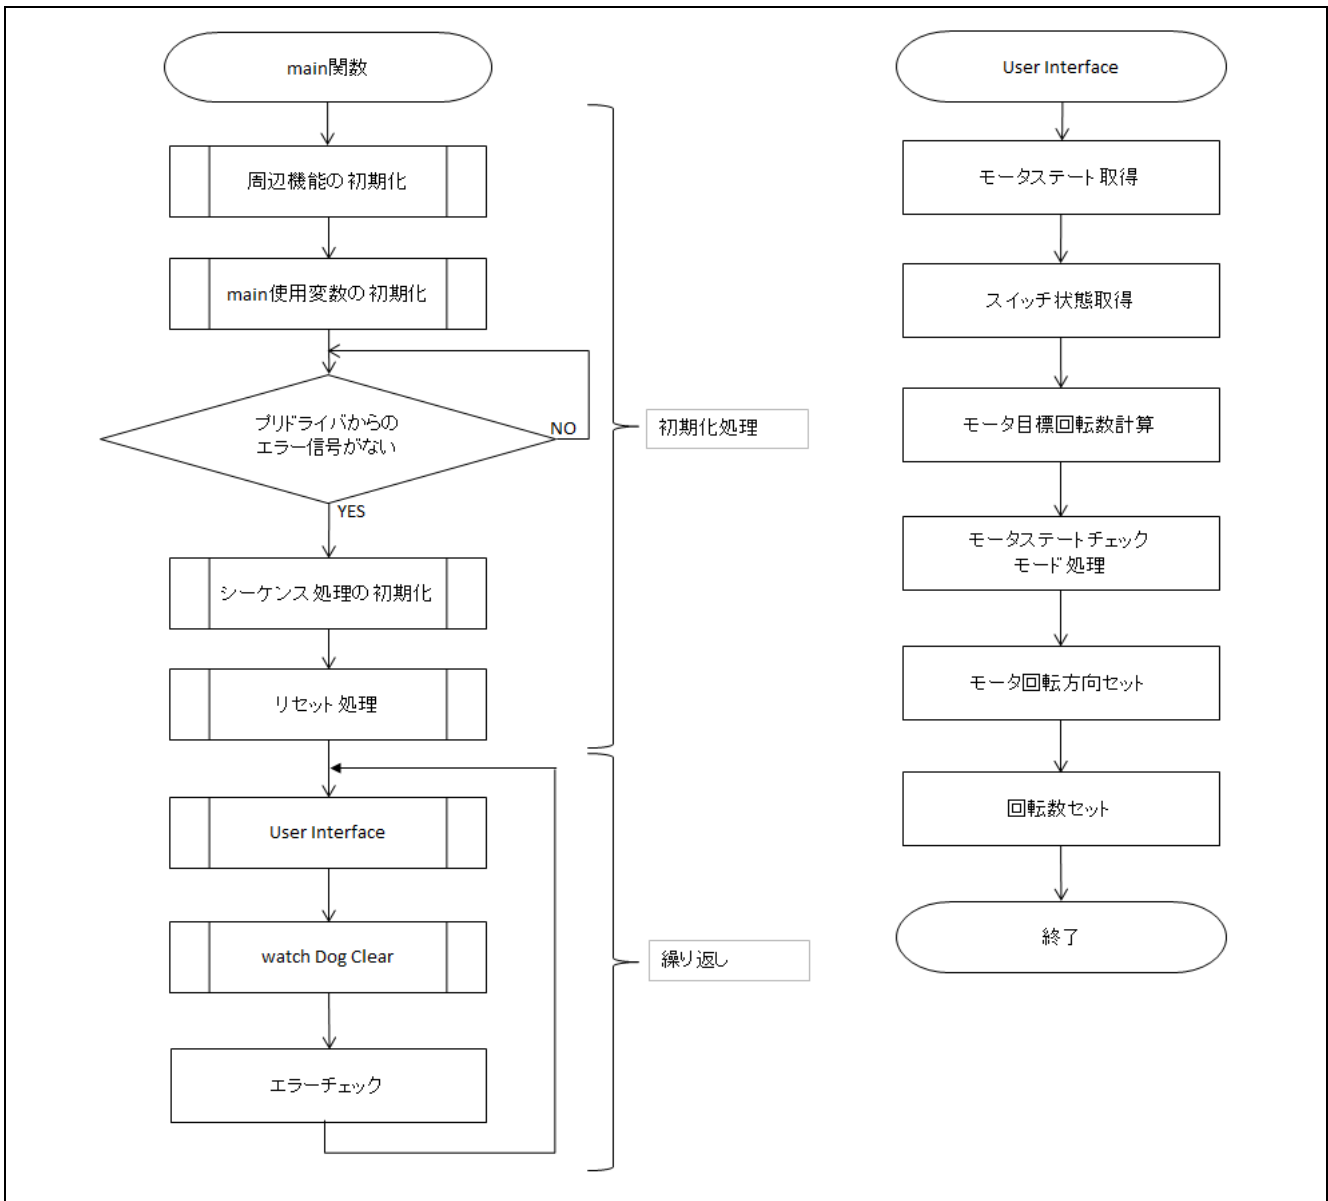 main関数
周辺機能の初期化
main使用変数の初期化
プリドライバからの
エラー信号がない
NO
YES
シーケンス処理の初期化
リセット処理
初期化処理
User Interface
watch Dog Clear
エラーチェック
繰り返し
User Interface
モータステート取得
スイッチ状態取得
モータ目標回転数計算
モータステートチェック
モード処理
モータ回転方向セット
回転数セット
終了